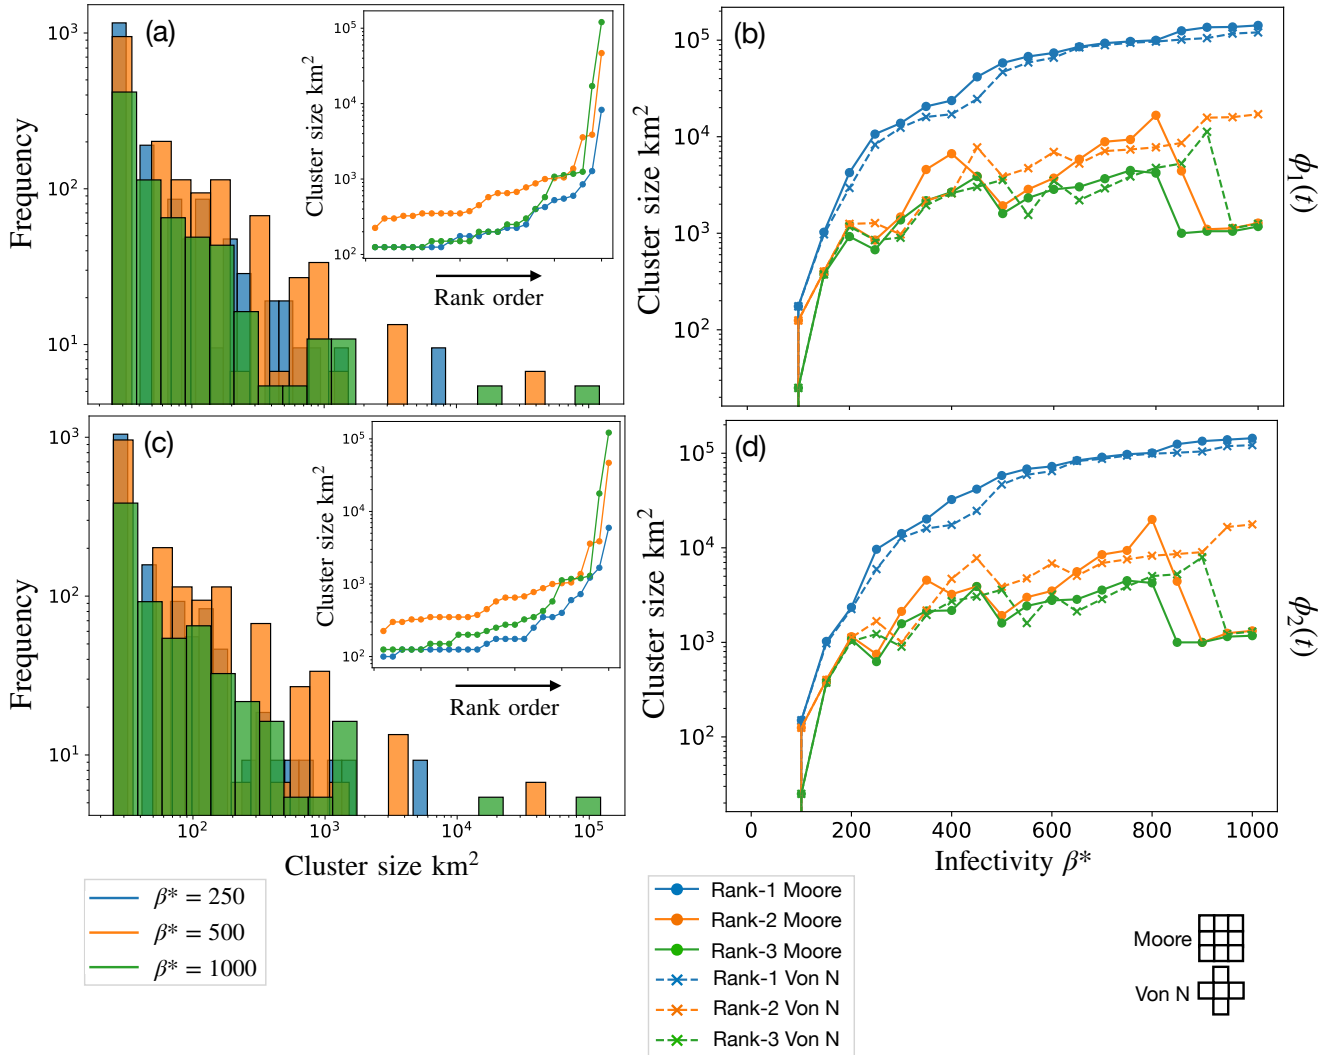 (a)
10³
10²
10¹
Frequency
10⁵
10⁴
10³
10²
Cluster size km²
Rank order
(b)
10⁵
10⁴
10³
10²
Cluster size km²
ϕ₁(t)
(c)
10³
10²
10¹
Frequency
10⁵
10⁴
10³
10²
Cluster size km²
Rank order
10² 10³ 10⁴ 10⁵
Cluster size km²
(d)
10⁵
10⁴
10³
10²
Cluster size km²
ϕ₂(t)
0 200 400 600 800 1000
Infectivity β*
β* = 250
β* = 500
β* = 1000
Rank-1 Moore
Rank-2 Moore
Rank-3 Moore
Rank-1 Von N
Rank-2 Von N
Rank-3 Von N
Moore
Von N